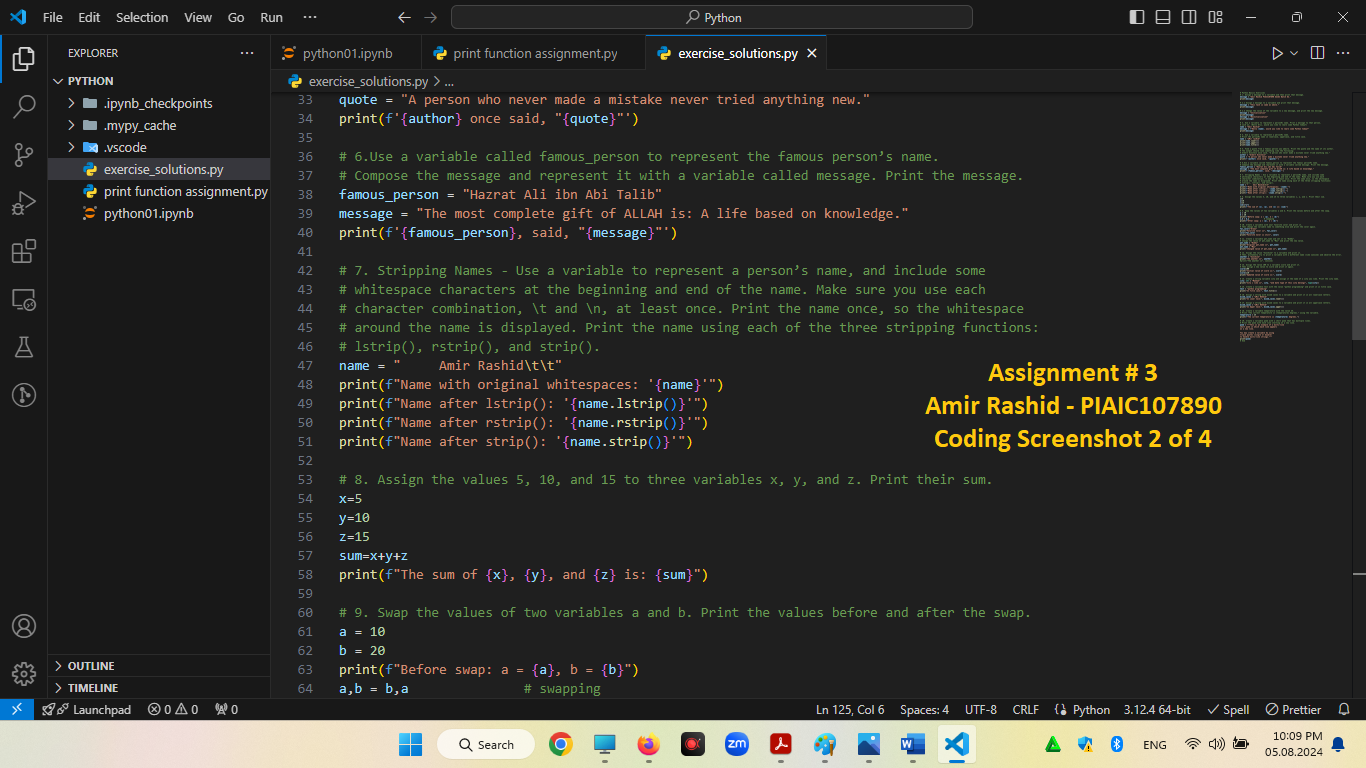 File Edit Selection View Go Run ···
Python
EXPLORER ···
PYTHON
.ipynb_checkpoints
.mypy_cache
.vscode
exercise_solutions.py
print function assignment.py
python01.ipynb
OUTLINE
TIMELINE
python01.ipynb print function assignment.py exercise_solutions.py
exercise_solutions.py > ...
33 quote = "A person who never made a mistake never tried anything new."
34 print(f'{author} once said, "{quote}"')
35
36 # 6.Use a variable called famous_person to represent the famous person’s name.
37 # Compose the message and represent it with a variable called message. Print the message.
38 famous_person = "Hazrat Ali ibn Abi Talib"
39 message = "The most complete gift of ALLAH is: A life based on knowledge."
40 print(f'{famous_person}, said, "{message}"')
41
42 # 7. Stripping Names - Use a variable to represent a person’s name, and include some
43 # whitespace characters at the beginning and end of the name. Make sure you use each
44 # character combination, \t and \n, at least once. Print the name once, so the whitespace
45 # around the name is displayed. Print the name using each of the three stripping functions:
46 # lstrip(), rstrip(), and strip().
47 name = "     Amir Rashid\t\t"
48 print(f"Name with original whitespaces: '{name}'")
49 print(f"Name after lstrip(): '{name.lstrip()}'")
50 print(f"Name after rstrip(): '{name.rstrip()}'")
51 print(f"Name after strip(): '{name.strip()}'")
52
53 # 8. Assign the values 5, 10, and 15 to three variables x, y, and z. Print their sum.
54 x=5
55 y=10
56 z=15
57 sum=x+y+z
58 print(f"The sum of {x}, {y}, and {z} is: {sum}")
59
60 # 9. Swap the values of two variables a and b. Print the values before and after the swap.
61 a = 10
62 b = 20
63 print(f"Before swap: a = {a}, b = {b}")
64 a,b = b,a               # swapping
Assignment # 3
Amir Rashid - PIAIC107890
Coding Screenshot 2 of 4
Launchpad 0 0 0 Ln 125, Col 6 Spaces: 4 UTF-8 CRLF Python 3.12.4 64-bit Spell Prettier
Search zm W ENG 10:09 PM
05.08.2024